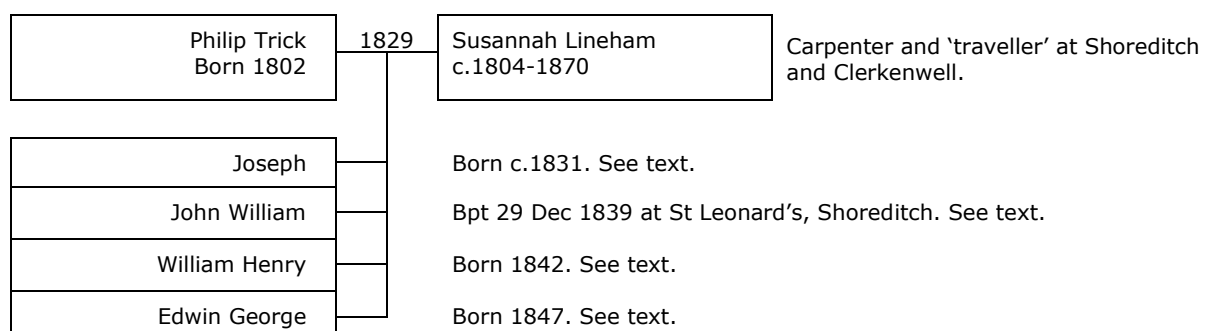 Philip Trick
Born 1802
1829
Susannah Lineham
c.1804-1870
Carpenter and ‘traveller’ at Shoreditch
and Clerkenwell.
Joseph
Born c.1831. See text.
John William
Bpt 29 Dec 1839 at St Leonard’s, Shoreditch. See text.
William Henry
Born 1842. See text.
Edwin George
Born 1847. See text.